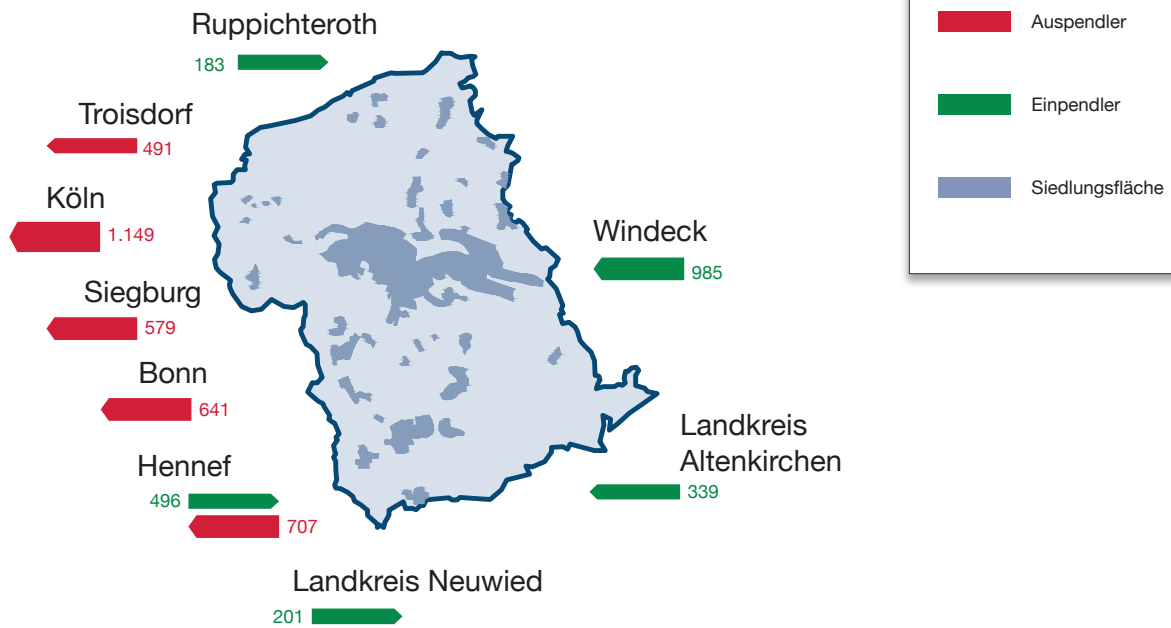 Ruppichteroth
183
Troisdorf
491
Köln
1.149
Siegburg
579
Bonn
641
Hennef
496
707
Landkreis Neuwied
201
Windeck
985
Landkreis
Altenkirchen
339
Auspendler
Einpendler
Siedlungsfläche